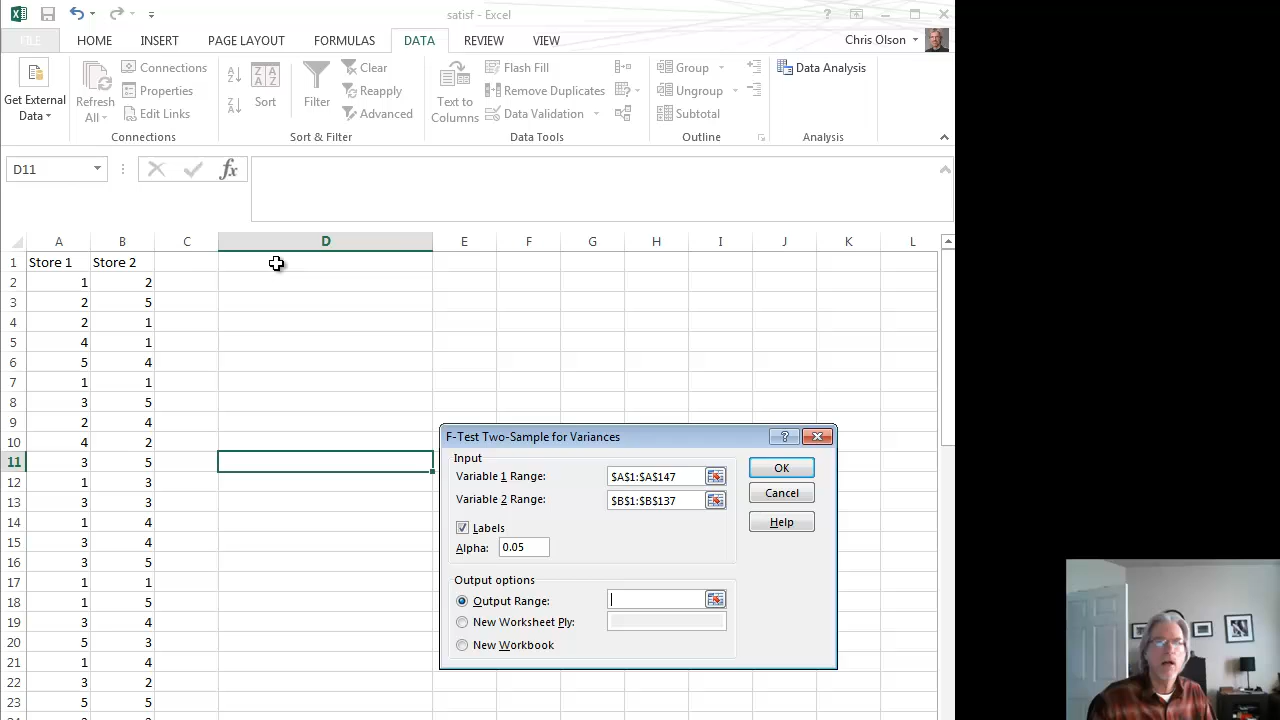 satisf - Excel
?
FILE HOME INSERT PAGE LAYOUT FORMULAS DATA REVIEW VIEW Chris Olson
Get External Data
Refresh All
Connections
Properties
Edit Links
Connections
A Z
Z A
Z A A Z
Sort
Filter
Clear
Reapply
Advanced
Sort & Filter
Text to Columns
Flash Fill
Remove Duplicates
Data Validation
Data Tools
Group
Ungroup
Subtotal
Outline
Data Analysis
Analysis
D11 fx
A B C D E F G H I J K L
1 Store 1 Store 2
2 1 2
3 2 5
4 2 1
5 4 1
6 5 4
7 1 1
8 3 5
9 2 4
10 4 2
11 3 5
12 1 3
13 3 3
14 1 4
15 3 4
16 3 5
17 1 1
18 1 5
19 3 4
20 5 3
21 1 4
22 3 2
23 5 5
F-Test Two-Sample for Variances ?
Input
Variable 1 Range: $A$1:$A$147
Variable 2 Range: $B$1:$B$137
Labels
Alpha: 0.05
Output options
Output Range:
New Worksheet Ply:
New Workbook
OK
Cancel
Help